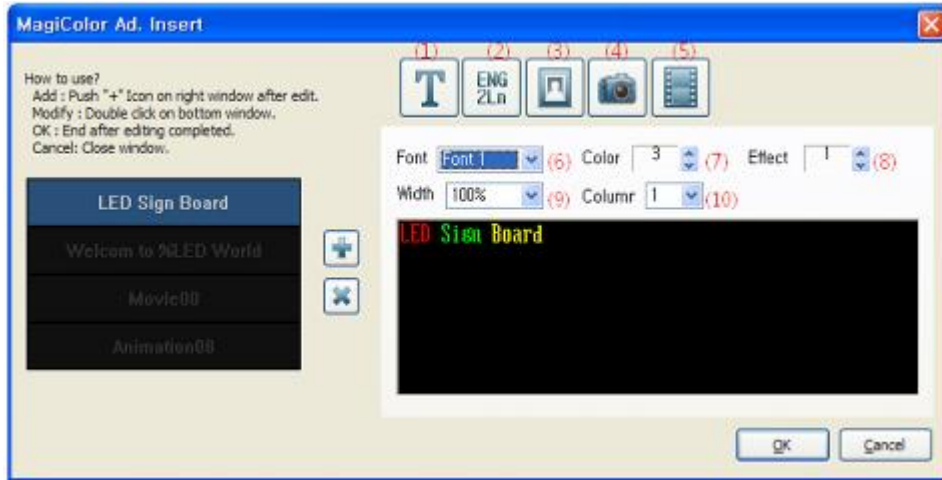 MagiColor Ad. Insert
How to use?
Add : Push "+" Icon on right window after edit.
Modify : Double click on bottom window.
OK : End after editing completed.
Cancel: Close window.
(1) (2) (3) (4) (5)
T ENG
2Ln
Font Font 1 (6) Color 3 (7) Effect 1 (8)
Width 100% (9) Columr 1 (10)
LED Sign Board
Welcom to %LED World
Movie00
Animation00
LED Sign Board
OK Cancel